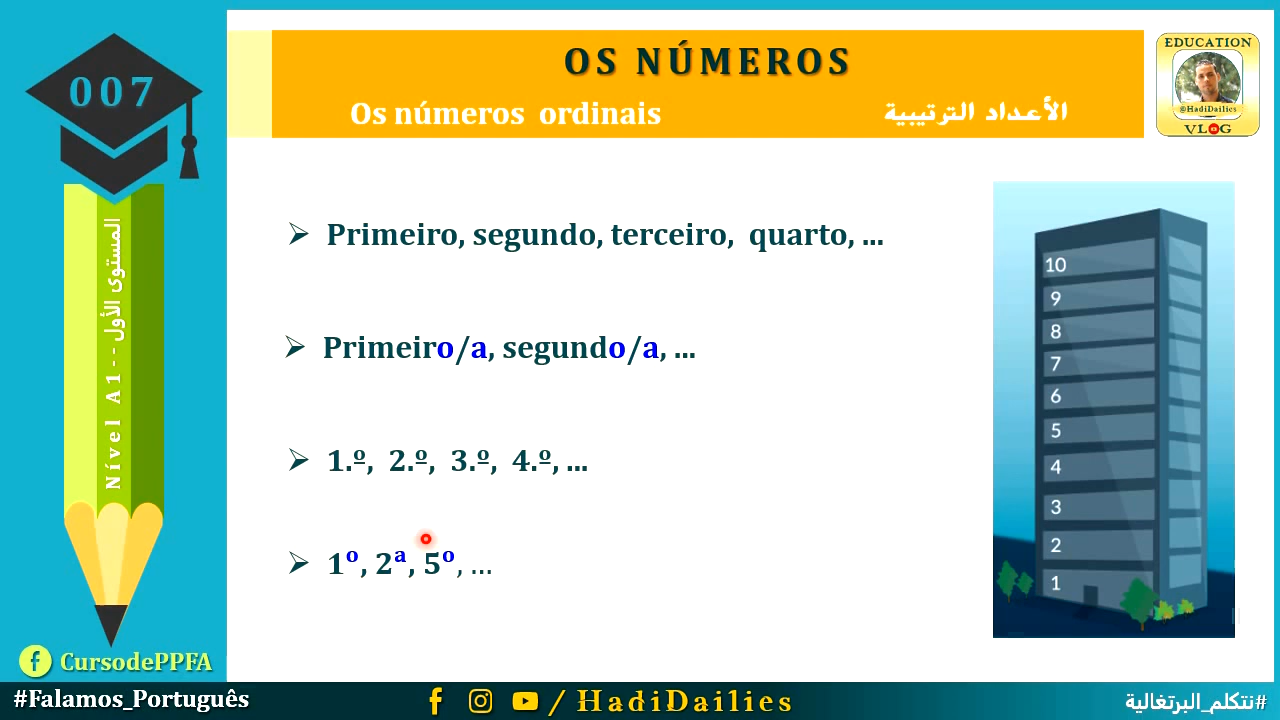 007
OS NÚMEROS
Os números ordinais
الأعداد الترتيبية
EDUCATION
@HadiDailies
VLOG
Nível A1 -- المستوى الأول
Primeiro, segundo, terceiro, quarto, ...
Primeiro/a, segundo/a, ...
1.º, 2.º, 3.º, 4.º, ...
1º, 2ª, 5º, ...
10
9
8
7
6
5
4
3
2
1
CursodePPFA
#Falamos_Português
/ HadiDailies
#نتكلم_البرتغالية